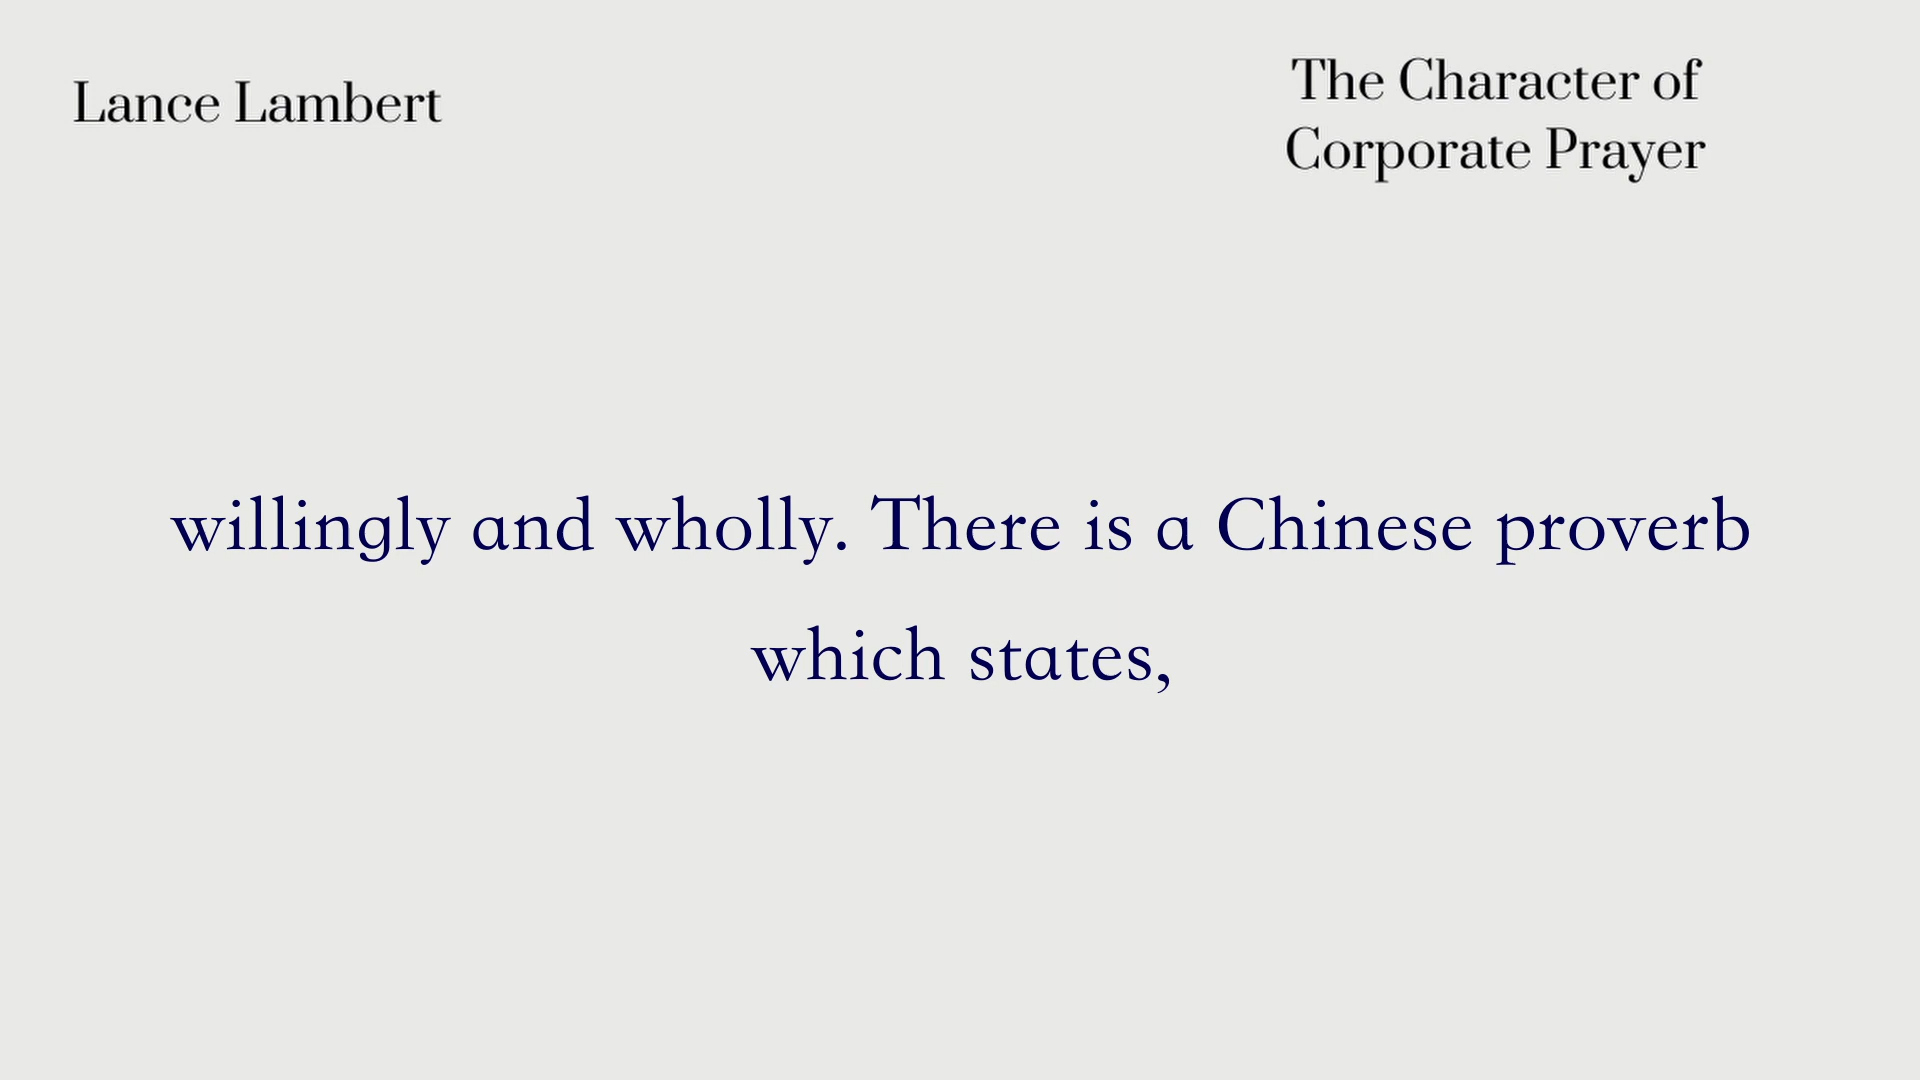 Lance Lambert
The Character of
Corporate Prayer
willingly and wholly. There is a Chinese proverb
which states,